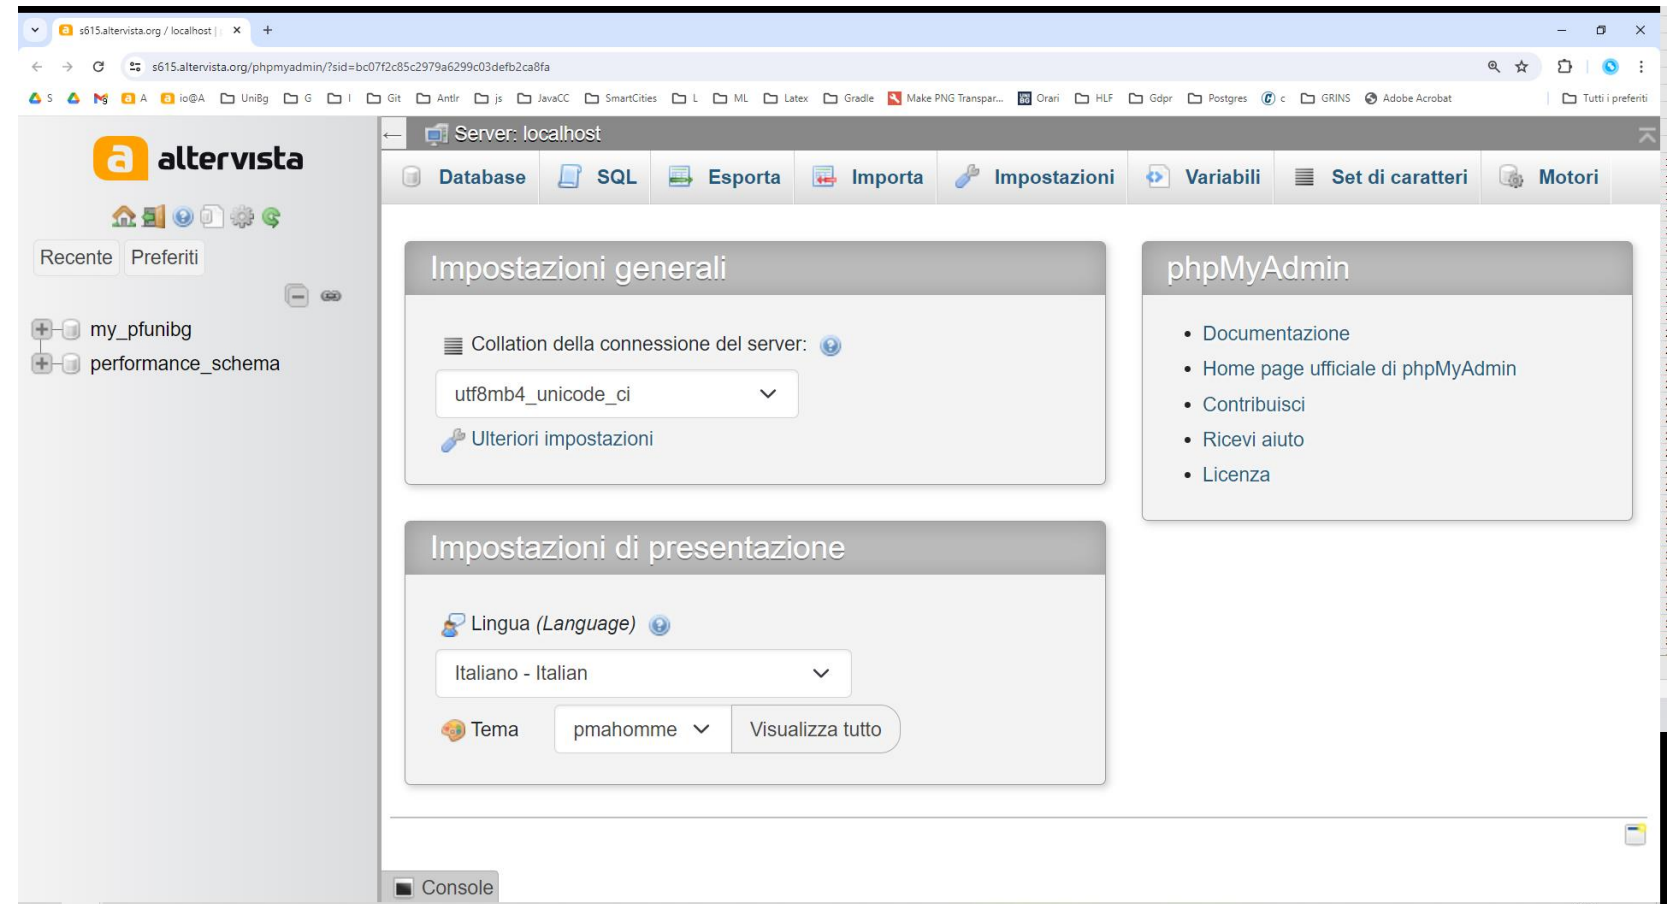 s615.altervista.org / localhost |
s615.altervista.org/phpmyadmin/?sid=bc07f2c85c2979a6299c03defb2ca8fa
S A io@A UniBg G I Git Antlr js JavaCC SmartCities L ML Latex Gradle Make PNG Transpar... Orari HLF Gdpr Postgres c GRINS Adobe Acrobat Tutti i preferiti
altervista
Recente Preferiti
my_pfunibg
performance_schema
Server: localhost
Database SQL Esporta Importa Impostazioni Variabili Set di caratteri Motori
Impostazioni generali
Collation della connessione del server:
utf8mb4_unicode_ci
Ulteriori impostazioni
Impostazioni di presentazione
Lingua (Language)
Italiano - Italian
Tema pmahomme Visualizza tutto
phpMyAdmin
Documentazione
Home page ufficiale di phpMyAdmin
Contribuisci
Ricevi aiuto
Licenza
Console